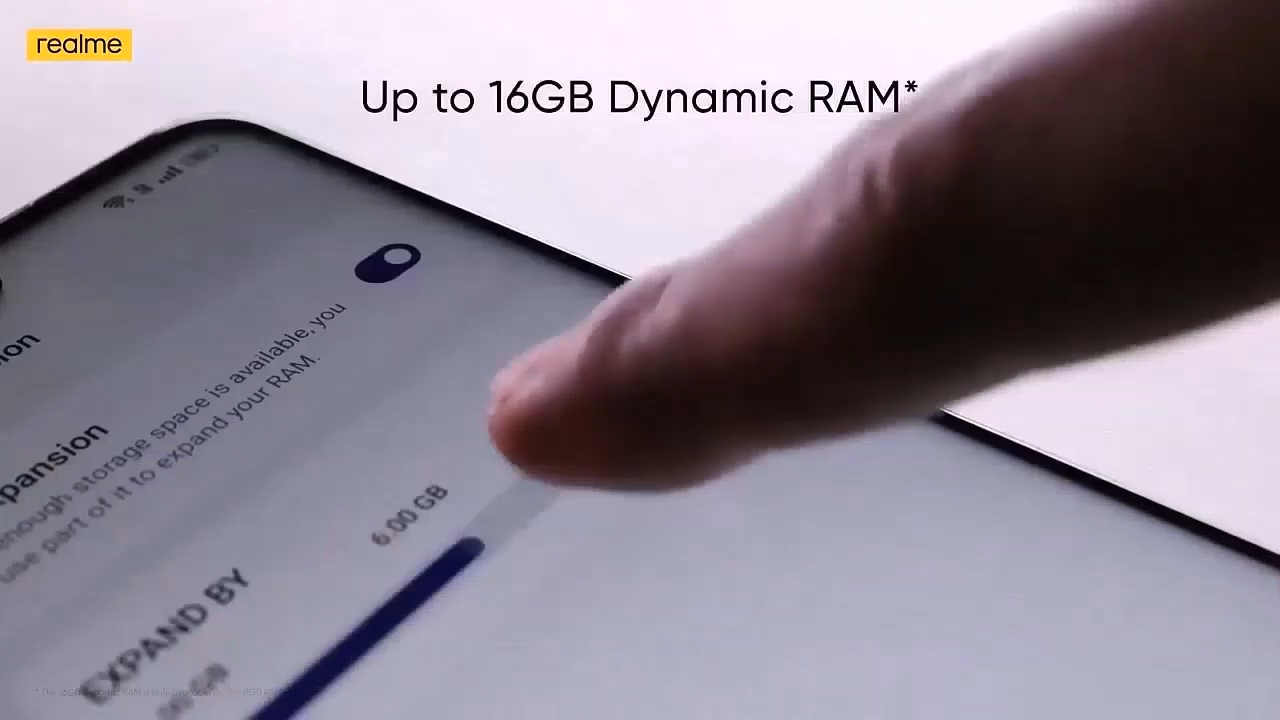 realme
Up to 16GB Dynamic RAM*
enough storage space is available, you
use part of it to expand your RAM.
6.00 GB
EXPAND BY
GB